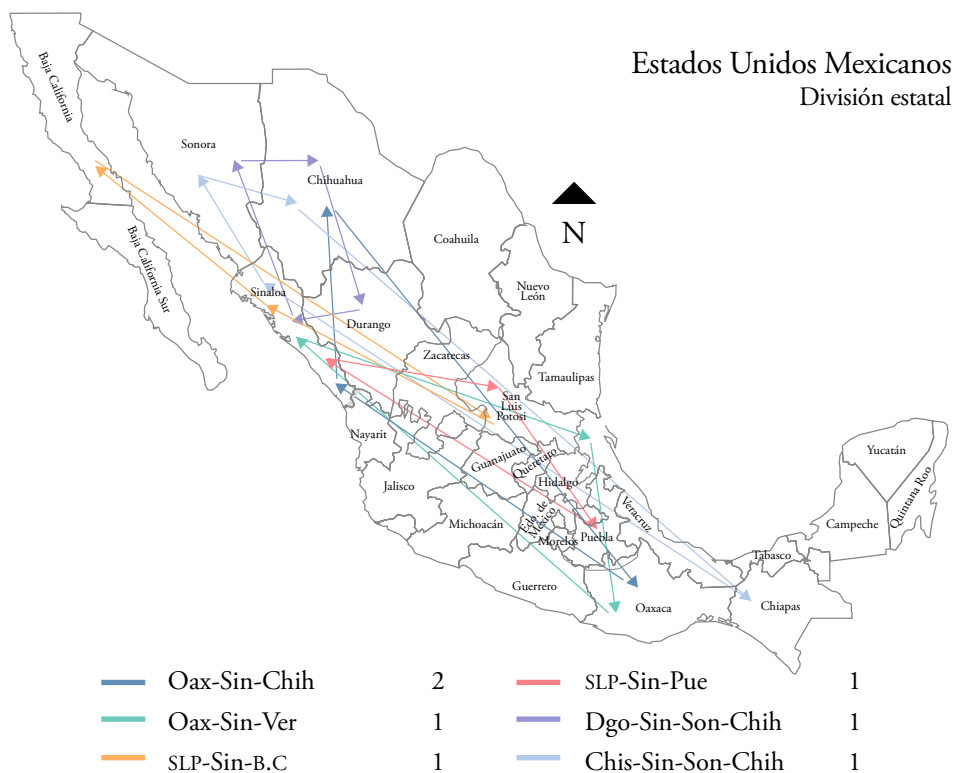 Estados Unidos Mexicanos
División estatal
N
Baja California
Sonora
Chihuahua
Coahuila
Baja California Sur
Sinaloa
Nuevo
León
Durango
Zacatecas
Tamaulipas
San
Luis
Potosí
Nayarit
Guanajuato
Querétaro
Hidalgo
Yucatán
Quintana Roo
Jalisco
Michoacán
Edo. de
México
Morelos
Puebla
Veracruz
Campeche
Tabasco
Guerrero
Oaxaca
Chiapas
Oax-Sin-Chih 2
Oax-Sin-Ver 1
SLP-Sin-B.C 1
SLP-Sin-Pue 1
Dgo-Sin-Son-Chih 1
Chis-Sin-Son-Chih 1